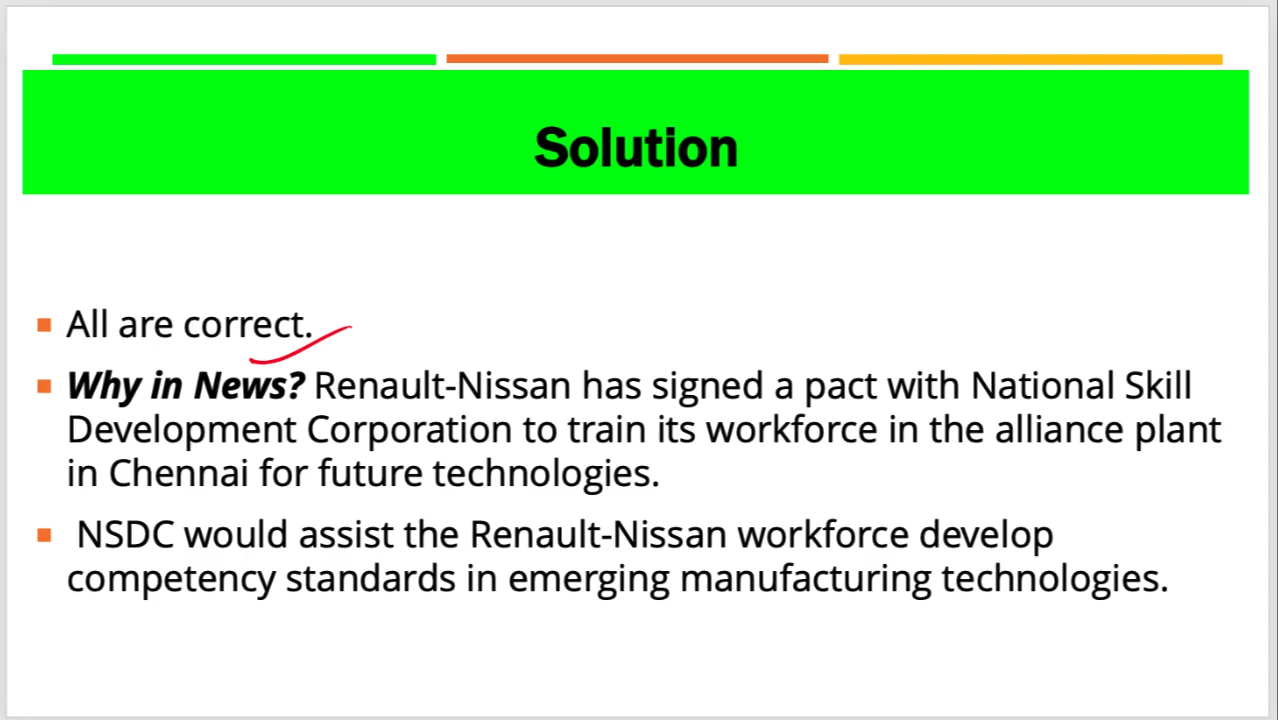 Solution
All are correct.
Why in News? Renault-Nissan has signed a pact with National Skill
Development Corporation to train its workforce in the alliance plant
in Chennai for future technologies.
NSDC would assist the Renault-Nissan workforce develop
competency standards in emerging manufacturing technologies.